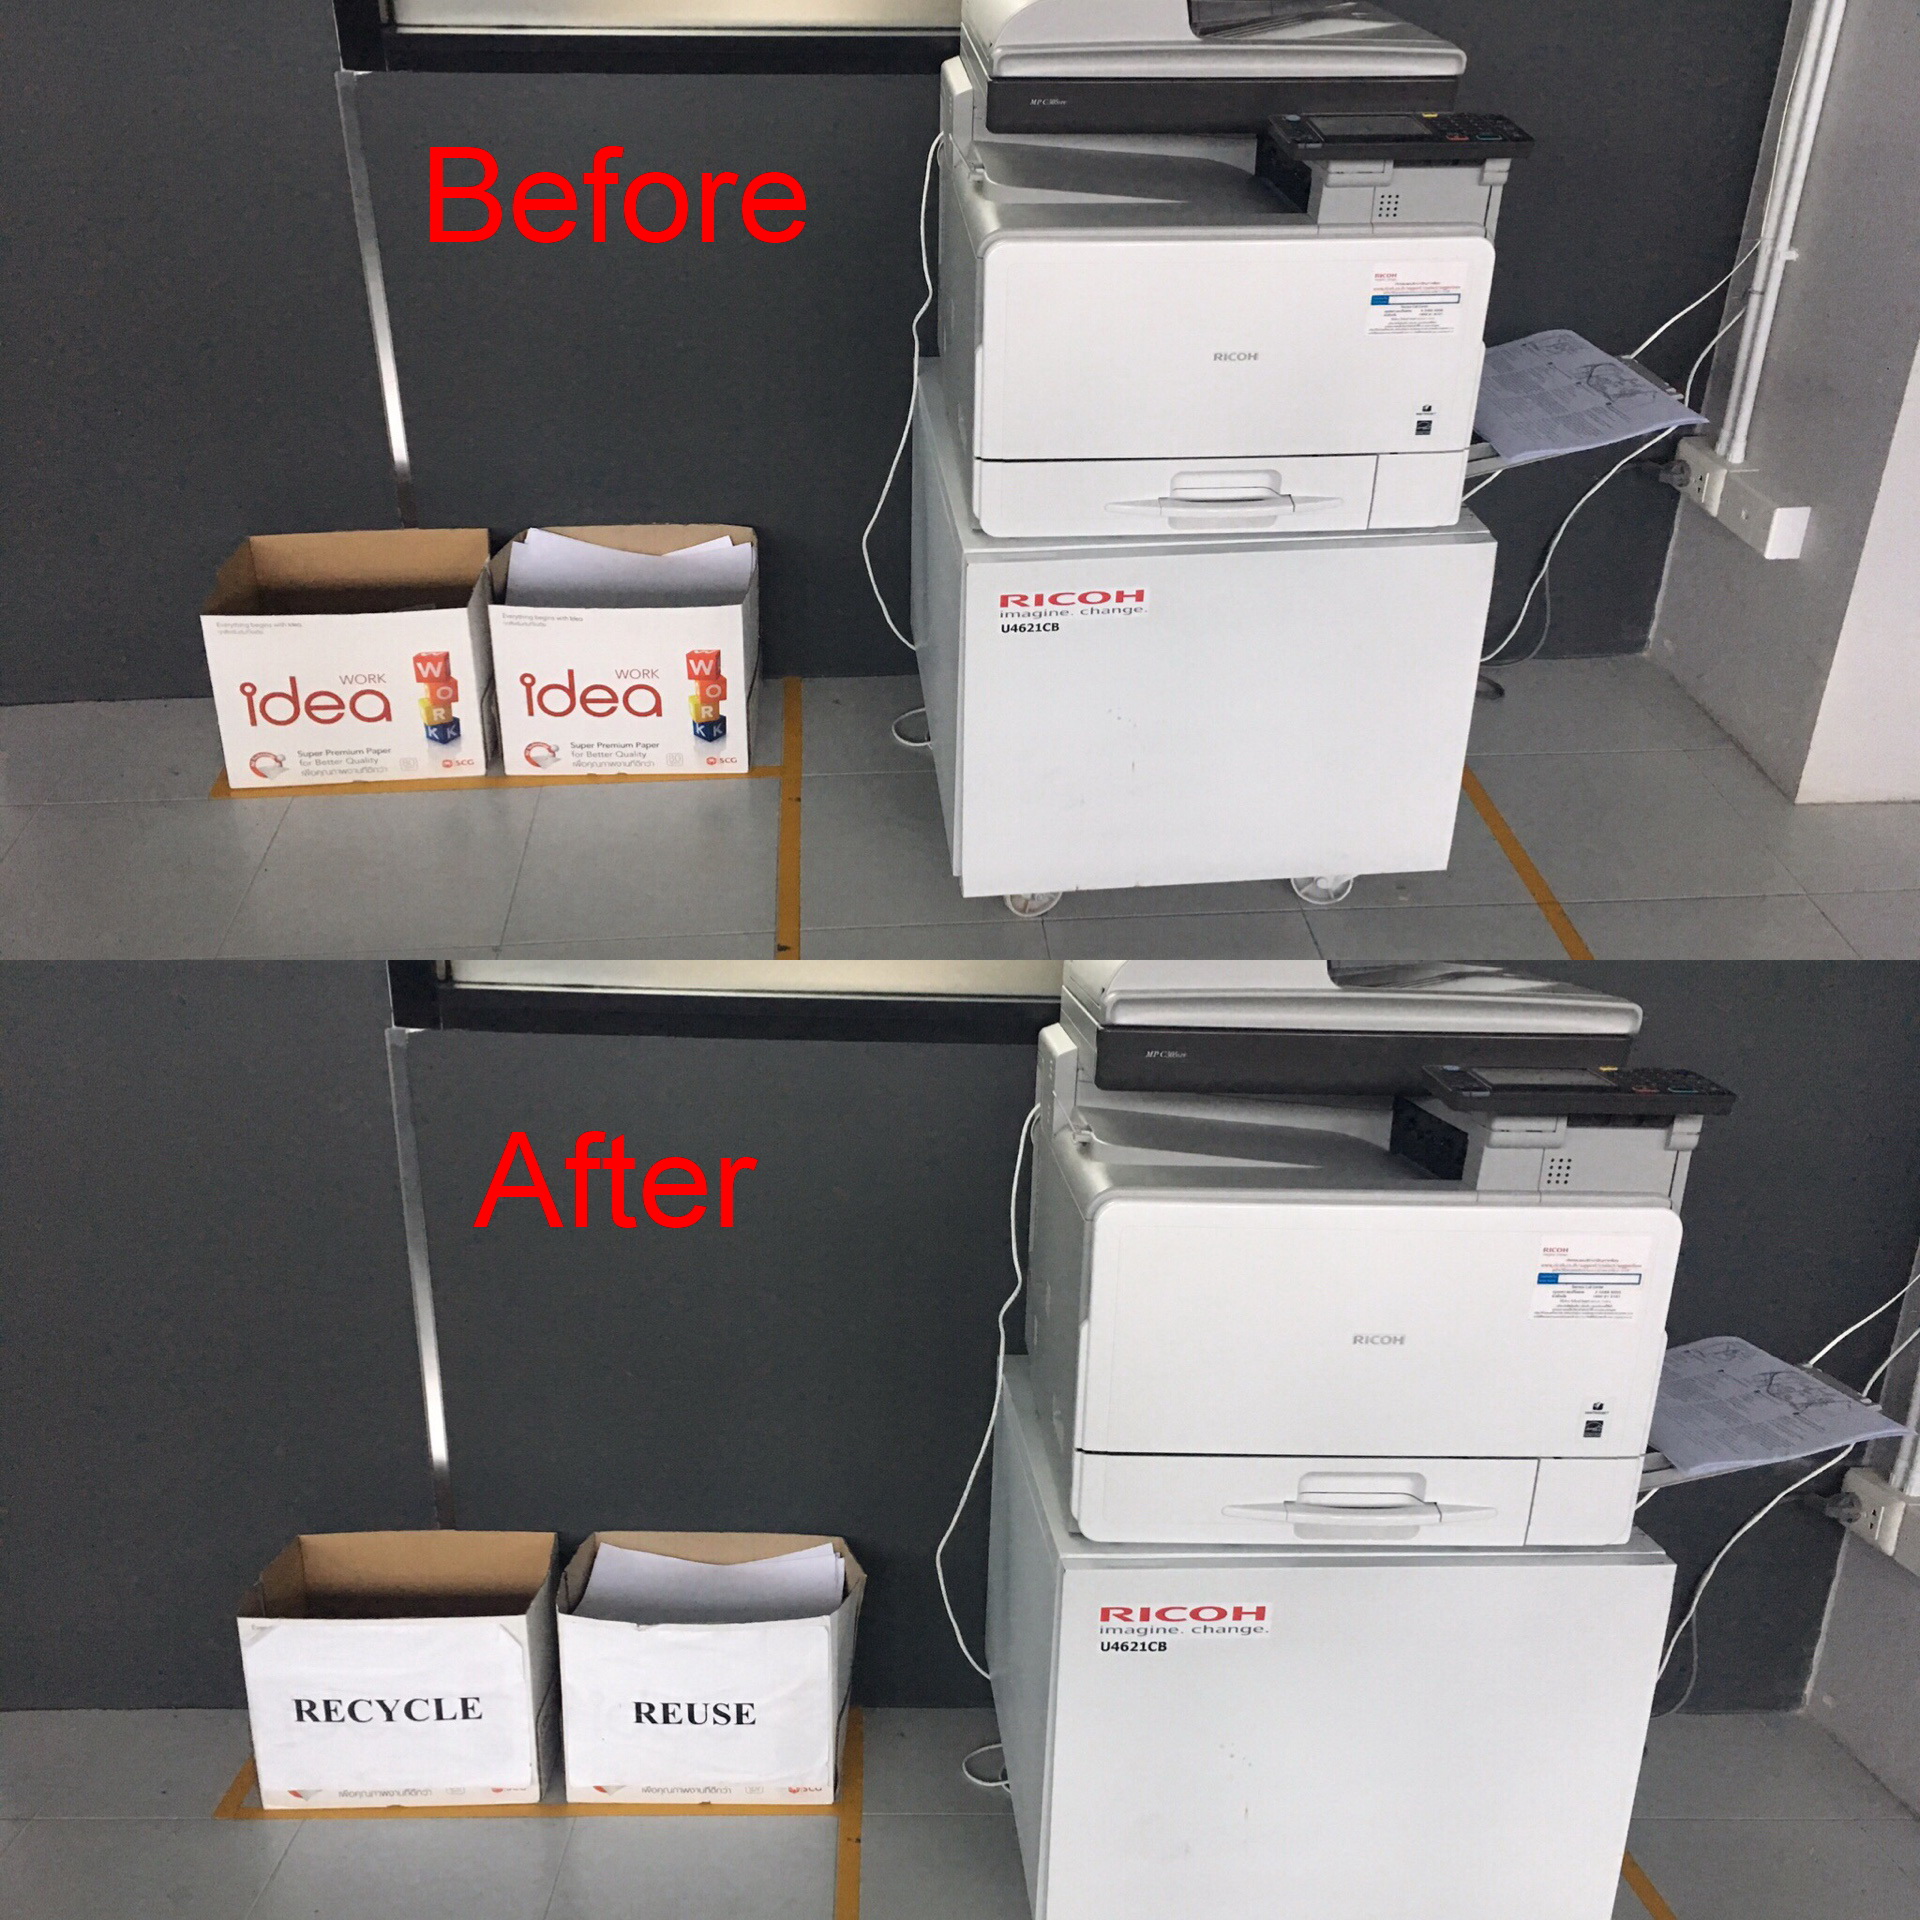 Before
MP C305
RICOH
RICOH
RICOH
imagine. change.
U4621CB
Everything begins with idea
WORK
idea
W
O
R
K K
Super Premium Paper
for Better Quality
เพื่อคุณภาพงานที่ดีกว่า
SCG
Everything begins with idea
WORK
idea
W
O
R
K K
Super Premium Paper
for Better Quality
เพื่อคุณภาพงานที่ดีกว่า
SCG
After
MP C305
RICOH
RICOH
RICOH
imagine. change.
U4621CB
RECYCLE
เพื่อคุณภาพงานที่ดีกว่า
REUSE
เพื่อคุณภาพงานที่ดีกว่า
SCG